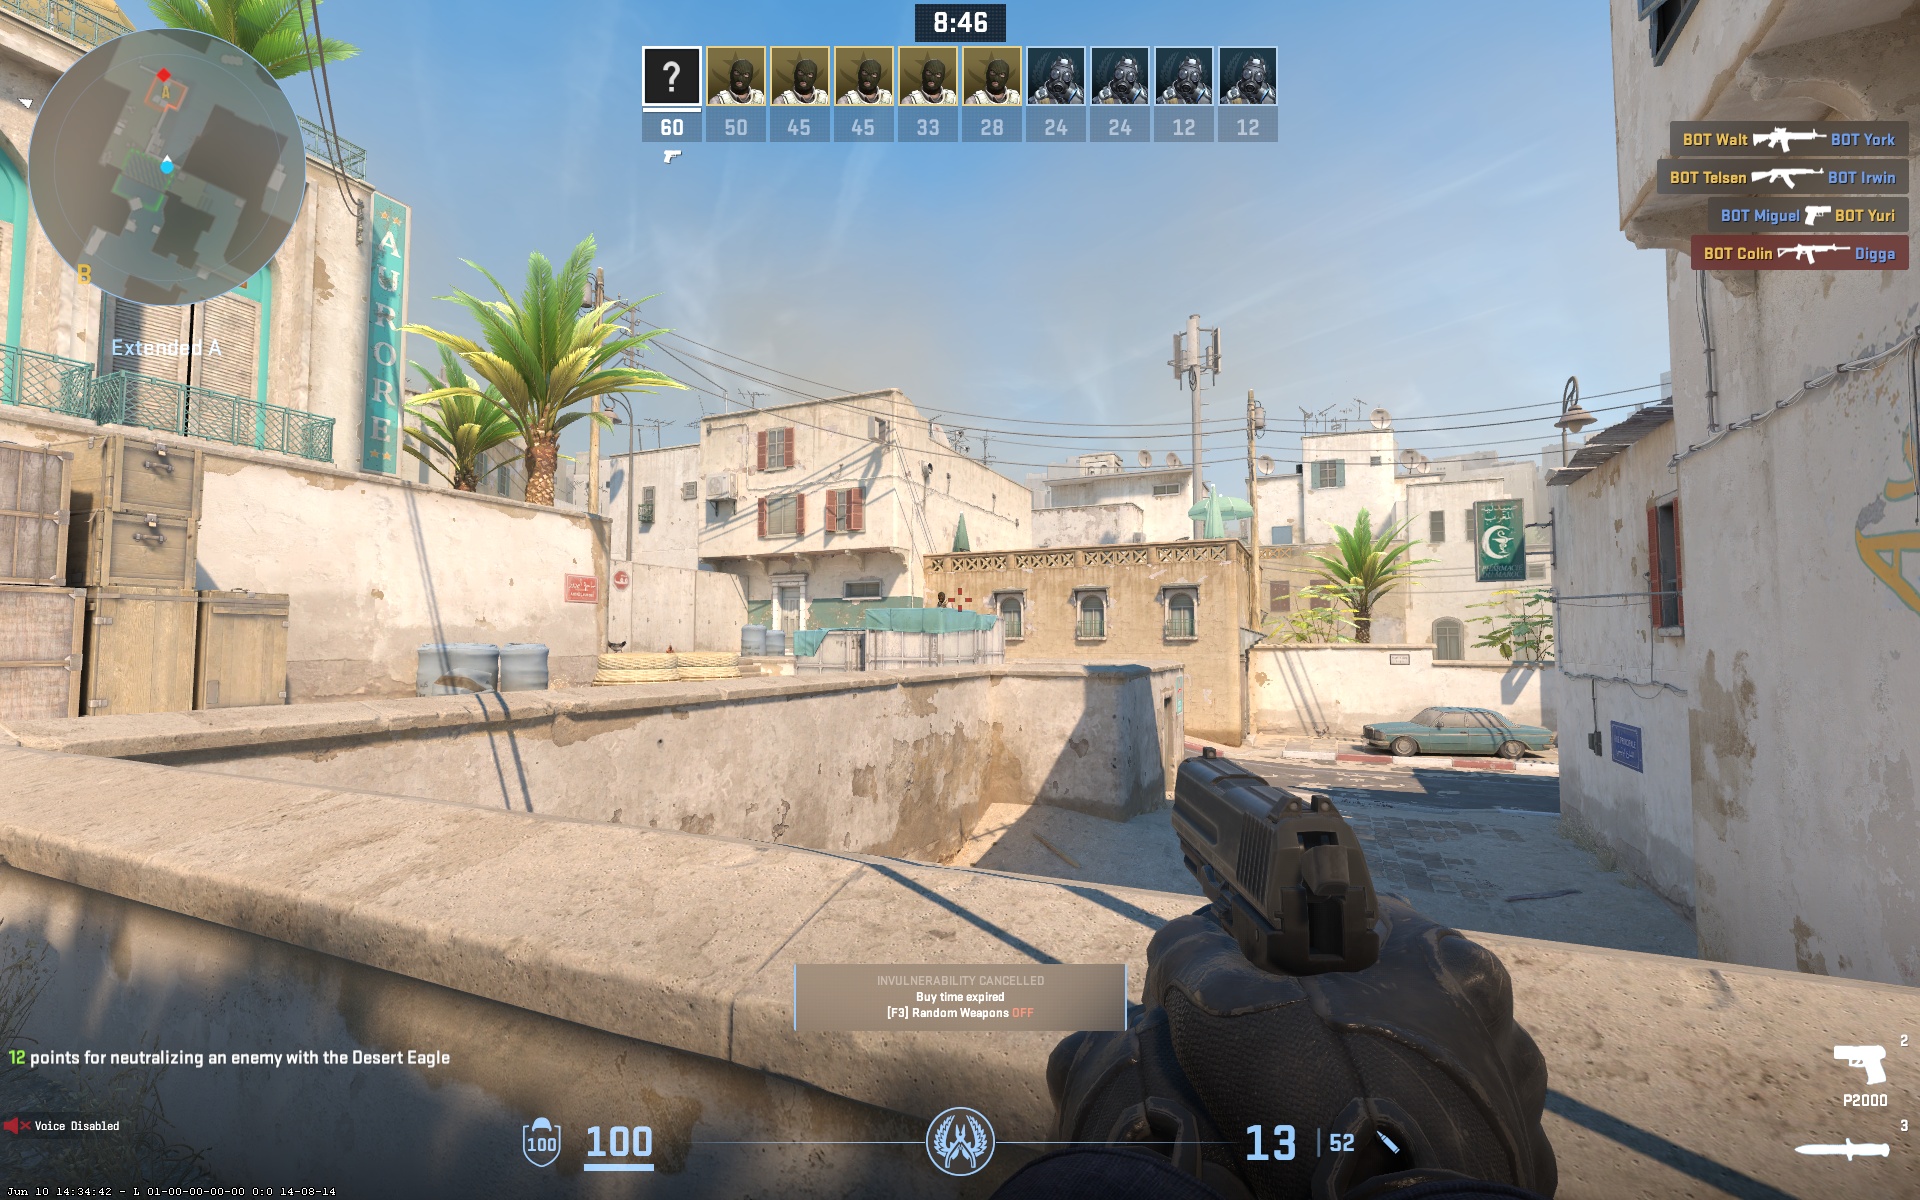 8:46
?
60 50 45 45 33 28 24 24 12 12
A
B
Extended A
AURORE
BOT Walt BOT York
BOT Telsen BOT Irwin
BOT Miguel BOT Yuri
BOT Colin Digga
INVULNERABILITY CANCELLED
Buy time expired
[F3] Random Weapons OFF
12 points for neutralizing an enemy with the Desert Eagle
Voice Disabled
100 100
13 52
2
P2000
3
Jun 10 14:34:42 - L 01-00-00-00-00 0:0 14-08-14